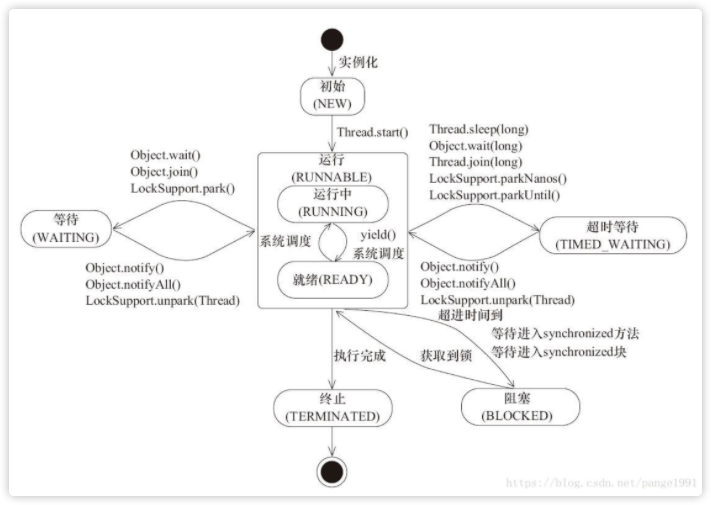 实例化
初始
(NEW)
Thread.start()
Object.wait()
Object.join()
LockSupport.park()
运行
(RUNNABLE)
运行中
(RUNNING)
Thread.sleep(long)
Object.wait(long)
Thread.join(long)
LockSupport.parkNanos()
LockSupport.parkUntil()
等待
(WAITING)
系统调度
yield()
系统调度
超时等待
(TIMED_WAITING)
就绪(READY)
Object.notify()
Object.notifyAll()
LockSupport.unpark(Thread)
Object.notify()
Object.notifyAll()
LockSupport.unpark(Thread)
超进时间到
等待进入synchronized方法
等待进入synchronized块
执行完成
获取到锁
终止
(TERMINATED)
阻塞
(BLOCKED)
https://blog.csdn.net/pange1991